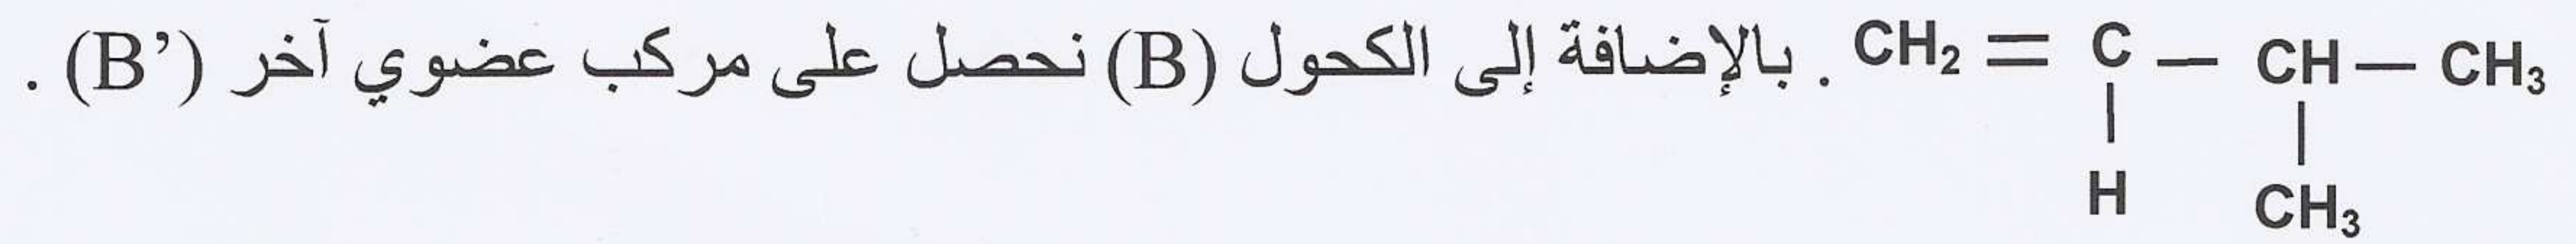 CH₂ = C – CH – CH₃ . بالإضافة إلى الكحول (B) نحصل على مركب عضوي آخر (B’) .
| |
H CH₃